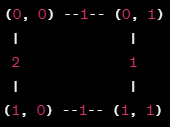 (0, 0) --1-- (0, 1)
| |
2 1
| |
(1, 0) --1-- (1, 1)